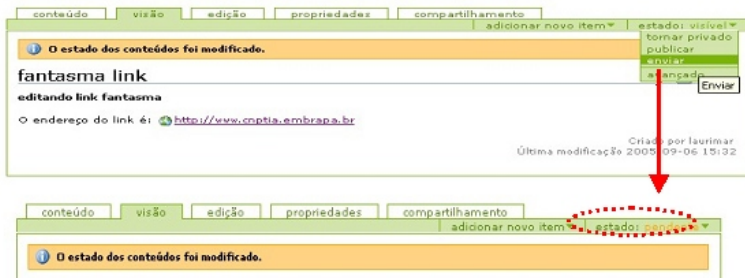 conteúdo visão edição propriedades compartilhamento
adicionar novo item estado: visível
tornar privado
publicar
enviar
avançado
Enviar
O estado dos conteúdos foi modificado.
fantasma link
editando link fantasma
O endereço do link é: http://www.cnptia.embrapa.br
Criado por laurimar
Última modificação 2005-09-06 15:32
conteúdo visão edição propriedades compartilhamento
adicionar novo item estado: pendente
O estado dos conteúdos foi modificado.